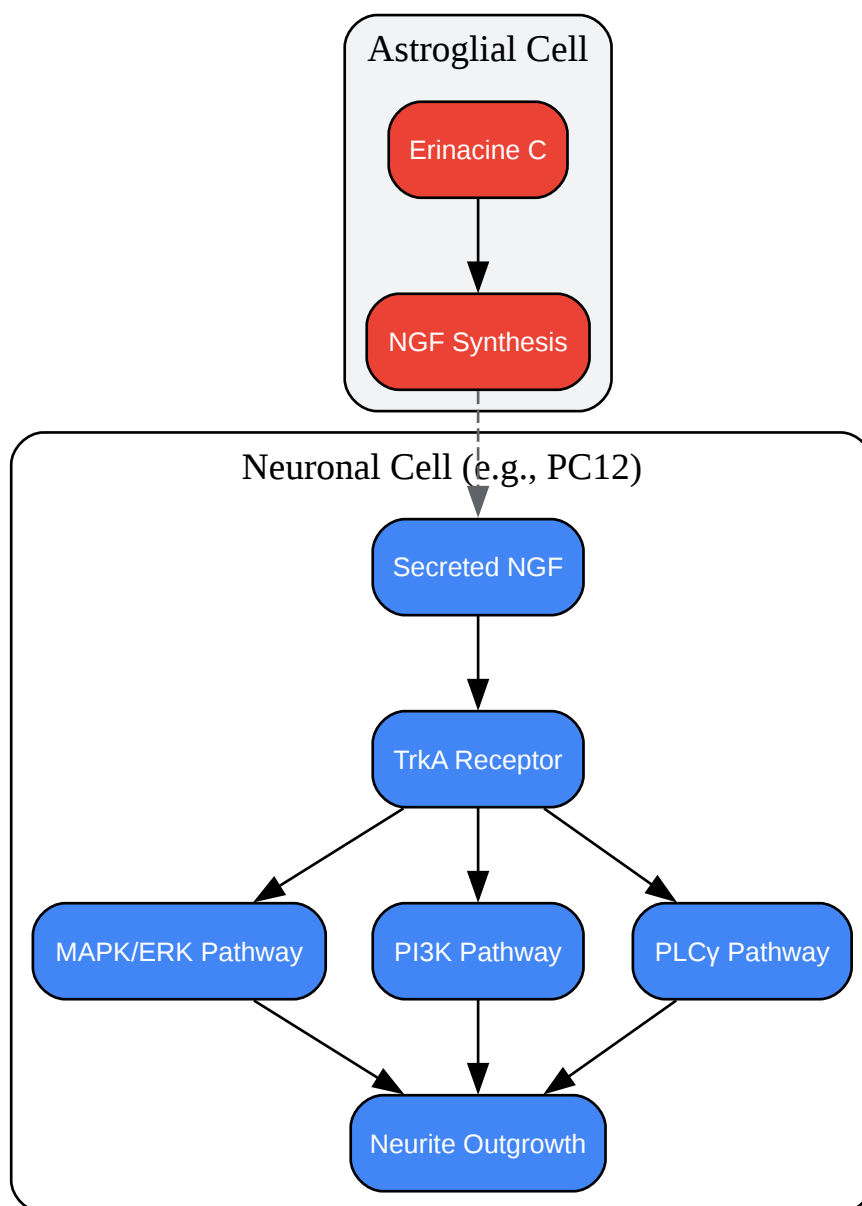 Astroglial Cell
Erinacine C
NGF Synthesis
Neuronal Cell (e.g., PC12)
Secreted NGF
TrkA Receptor
MAPK/ERK Pathway
PI3K Pathway
PLCγ Pathway
Neurite Outgrowth